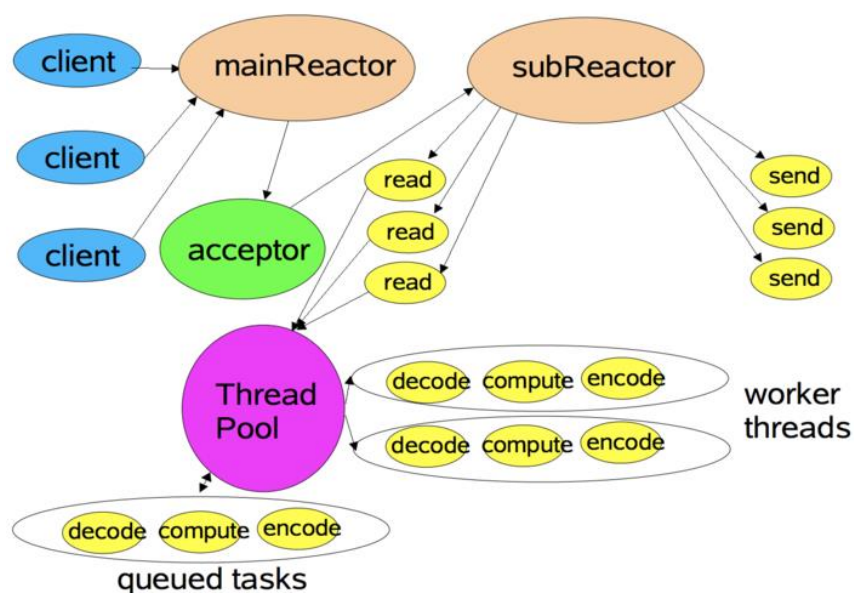 client
mainReactor
subReactor
client
read
send
client
acceptor
read
send
read
send
Thread
Pool
decode compute encode
worker
threads
decode compute encode
decode compute encode
queued tasks